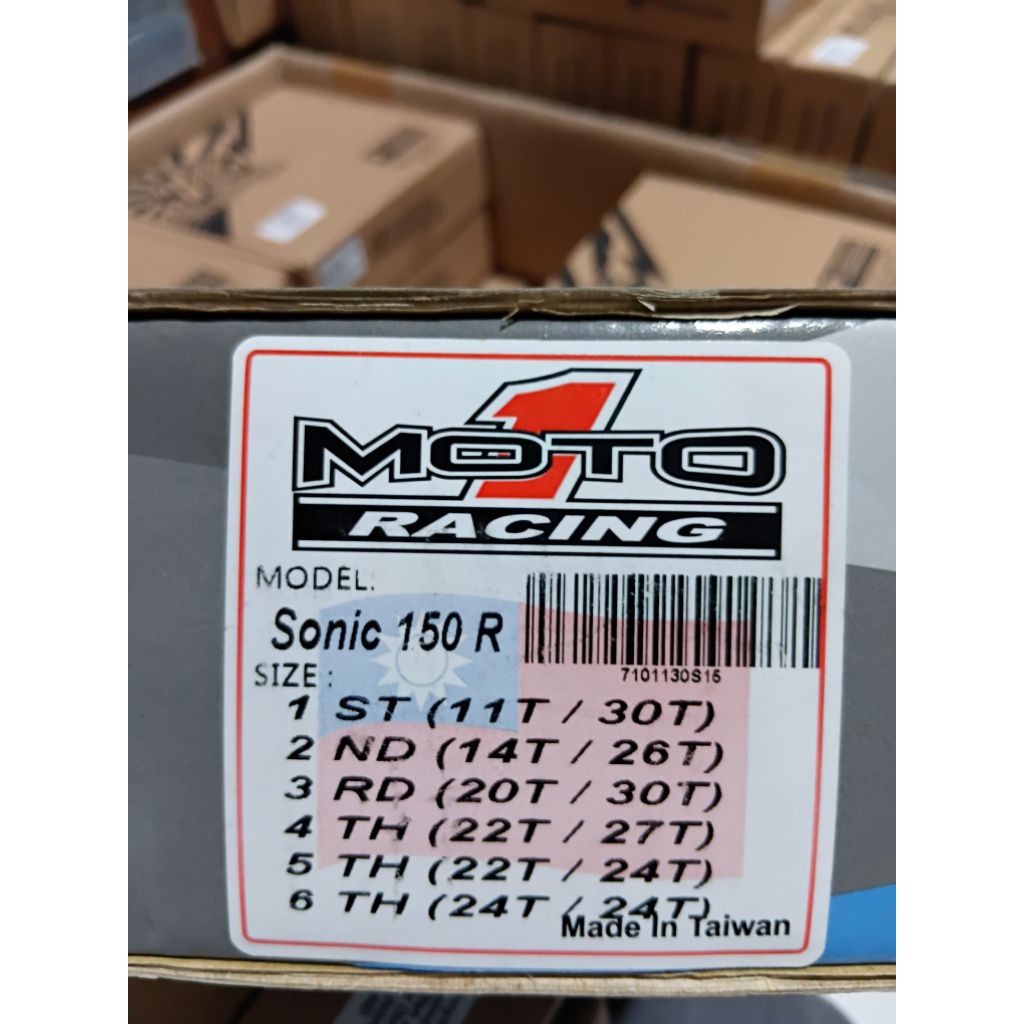 MOTO 1
RACING
MODEL:
Sonic 150 R
7101130S15
SIZE :
1 ST (11T / 30T)
2 ND (14T / 26T)
3 RD (20T / 30T)
4 TH (22T / 27T)
5 TH (22T / 24T)
6 TH (24T / 24T)
Made In Taiwan